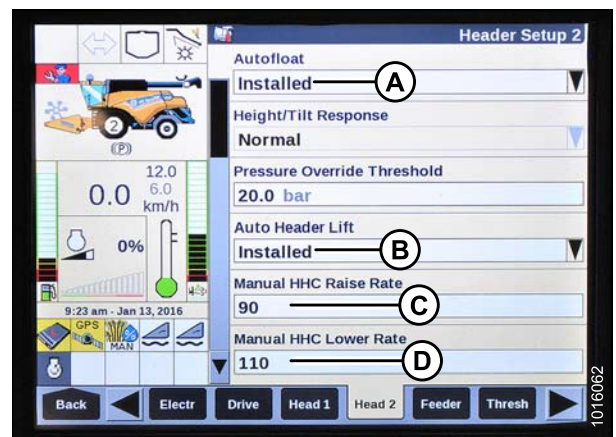 Header Setup 2
Autofloat
Installed
A
Height/Tilt Response
Normal
Pressure Override Threshold
20.0 bar
Auto Header Lift
Installed
B
Manual HHC Raise Rate
90
C
Manual HHC Lower Rate
110
D
2
(P)
12.0
0.0
6.0
km/h
0%
F
9:23 am - Jan 13, 2016
GPS
MAN
%
Back
Electr
Drive
Head 1
Head 2
Feeder
Thresh
1016062